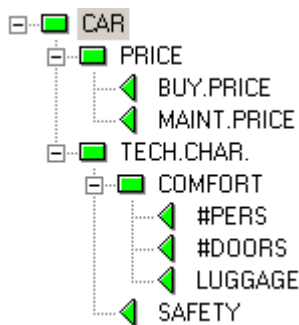 CAR
PRICE
BUY.PRICE
MAINT.PRICE
TECH.CHAR.
COMFORT
#PERS
#DOORS
LUGGAGE
SAFETY